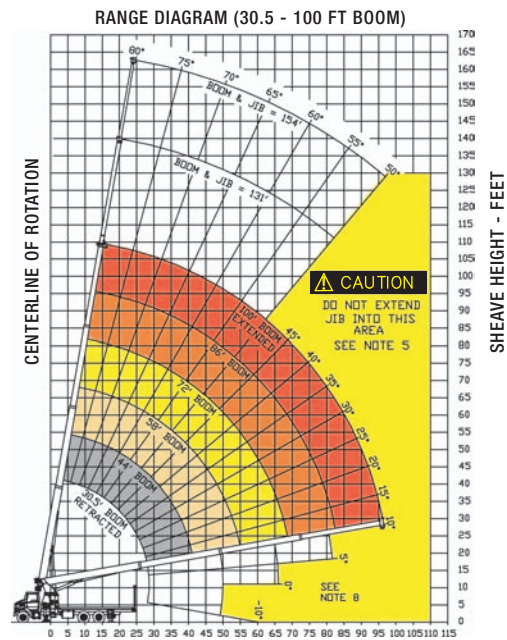 RANGE DIAGRAM (30.5 - 100 FT BOOM)
CENTERLINE OF ROTATION
SHEAVE HEIGHT - FEET
170
165
160
155
150
145
140
135
130
125
120
115
110
105
100
95
90
85
80
75
70
65
60
55
50
45
40
35
30
25
20
15
10
5
0
80°
75°
70°
65°
60°
55°
50°
BOOM & JIB = 154'
BOOM & JIB = 131'
⚠ CAUTION
DO NOT EXTEND
JIB INTO THIS
AREA
SEE NOTE 5
100' BOOM
EXTENDED
86' BOOM
72' BOOM
58' BOOM
44' BOOM
30.5' BOOM
RETRACTED
45°
40°
35°
30°
25°
20°
15°
10°
5°
0°
-10°
SEE
NOTE 8
0 5 10 15 20 25 30 35 40 45 50 55 60 65 70 75 80 85 90 95 100 105 110 115